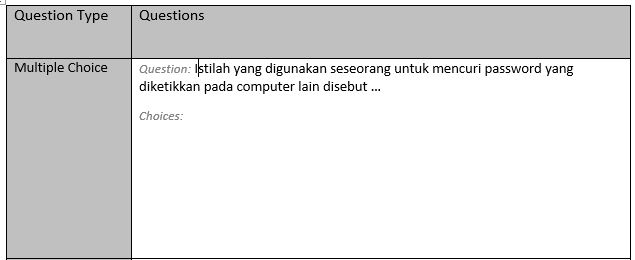 Question Type
Questions
Multiple Choice
Question: Istilah yang digunakan seseorang untuk mencuri password yang
diketikkan pada computer lain disebut ...
Choices: